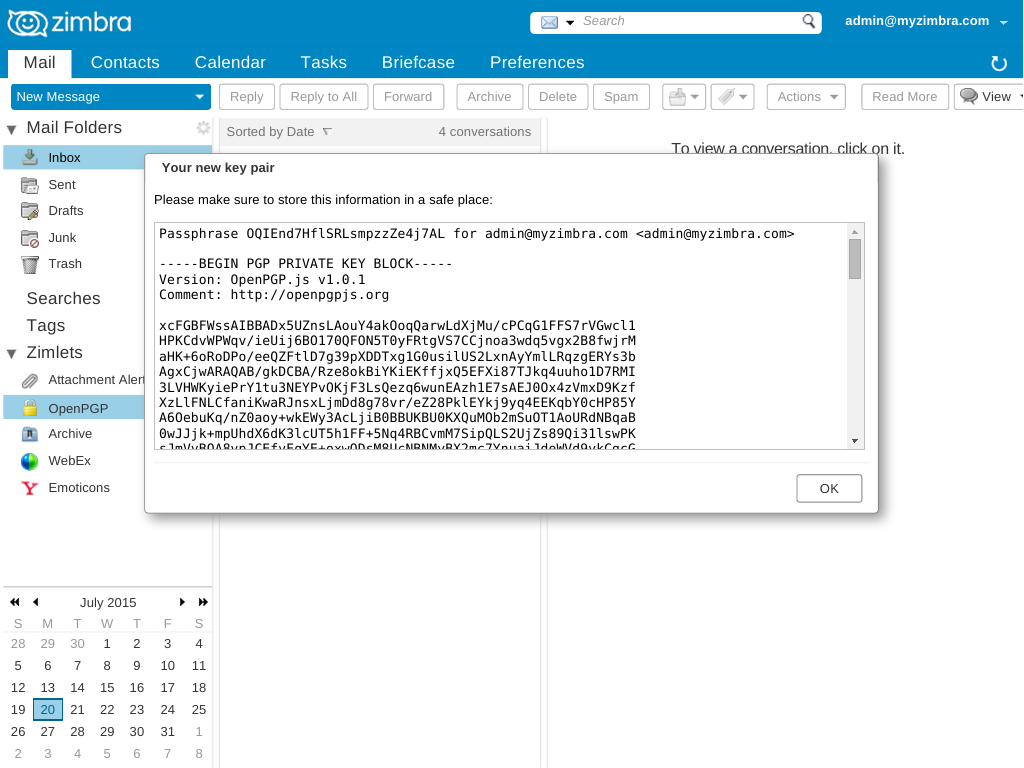 zimbra
Search
admin@myzimbra.com
Mail Contacts Calendar Tasks Briefcase Preferences
New Message Reply Reply to All Forward Archive Delete Spam Actions Read More View
Mail Folders
Sorted by Date 4 conversations
To view a conversation, click on it.
Inbox
Sent
Drafts
Junk
Trash
Searches
Tags
Zimlets
Attachment Alert
OpenPGP
Archive
WebEx
Emoticons
Your new key pair
Please make sure to store this information in a safe place:
Passphrase OQIEnd7HflSRLsmpzzZe4j7AL for admin@myzimbra.com <admin@myzimbra.com>
-----BEGIN PGP PRIVATE KEY BLOCK-----
Version: OpenPGP.js v1.0.1
Comment: http://openpgpjs.org
xcFGBFWssAIBBADx5UZnsLAouY4akOoqQarwLdXjMu/cPCqG1FFS7rVGwcl1
HPKCdvWPWqv/ieUij6BO170QFON5T0yFRtgVS7CCjnoa3wdq5vgx2B8fwjrM
aHK+6oRoDPo/eeQZFtlD7g39pXDDTxg1G0usilUS2LxnAyYmlLRqzgERYs3b
AgxCjwARAQAB/gkDCBA/Rze8okBiYKiEKffjxQ5EFXi87TJkq4uuho1D7RMI
3LVHWKyiePrY1tu3NEYPvOKjF3LsQezq6wunEAzh1E7sAEJ0Ox4zVmxD9Kzf
XzLlFNLCfaniKwaRJnsxLjmDd8g78vr/eZ28PklEYkj9yq4EEKqbY0cHP85Y
A6OebuKq/nZ0aoy+wkEWy3AcLjiB0BBUKBU0KXQuMOb2mSuOT1AoURdNBqaB
0wJJjk+mpUhdX6dK3lcUT5h1FF+5Nq4RBCvmM7SipQLS2UjZs89Qi31lswPK
OK
July 2015
S M T W T F S
28 29 30 1 2 3 4
5 6 7 8 9 10 11
12 13 14 15 16 17 18
19 20 21 22 23 24 25
26 27 28 29 30 31 1
2 3 4 5 6 7 8